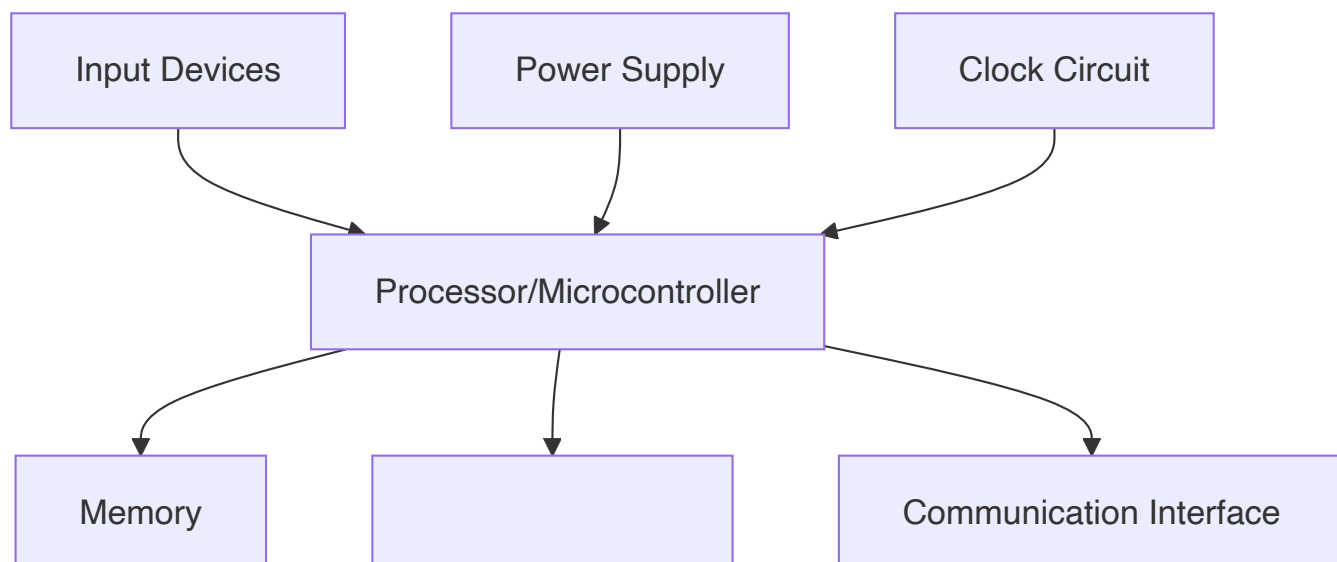 Input Devices
Power Supply
Clock Circuit
Processor/Microcontroller
Memory
Communication Interface